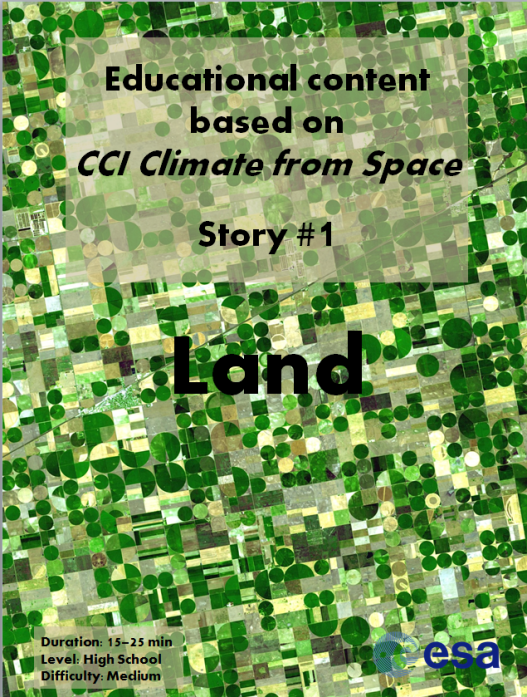 Educational content
based on
CCI Climate from Space
Story #1
Land
Duration: 15–25 min
Level: High School
Difficulty: Medium
esa